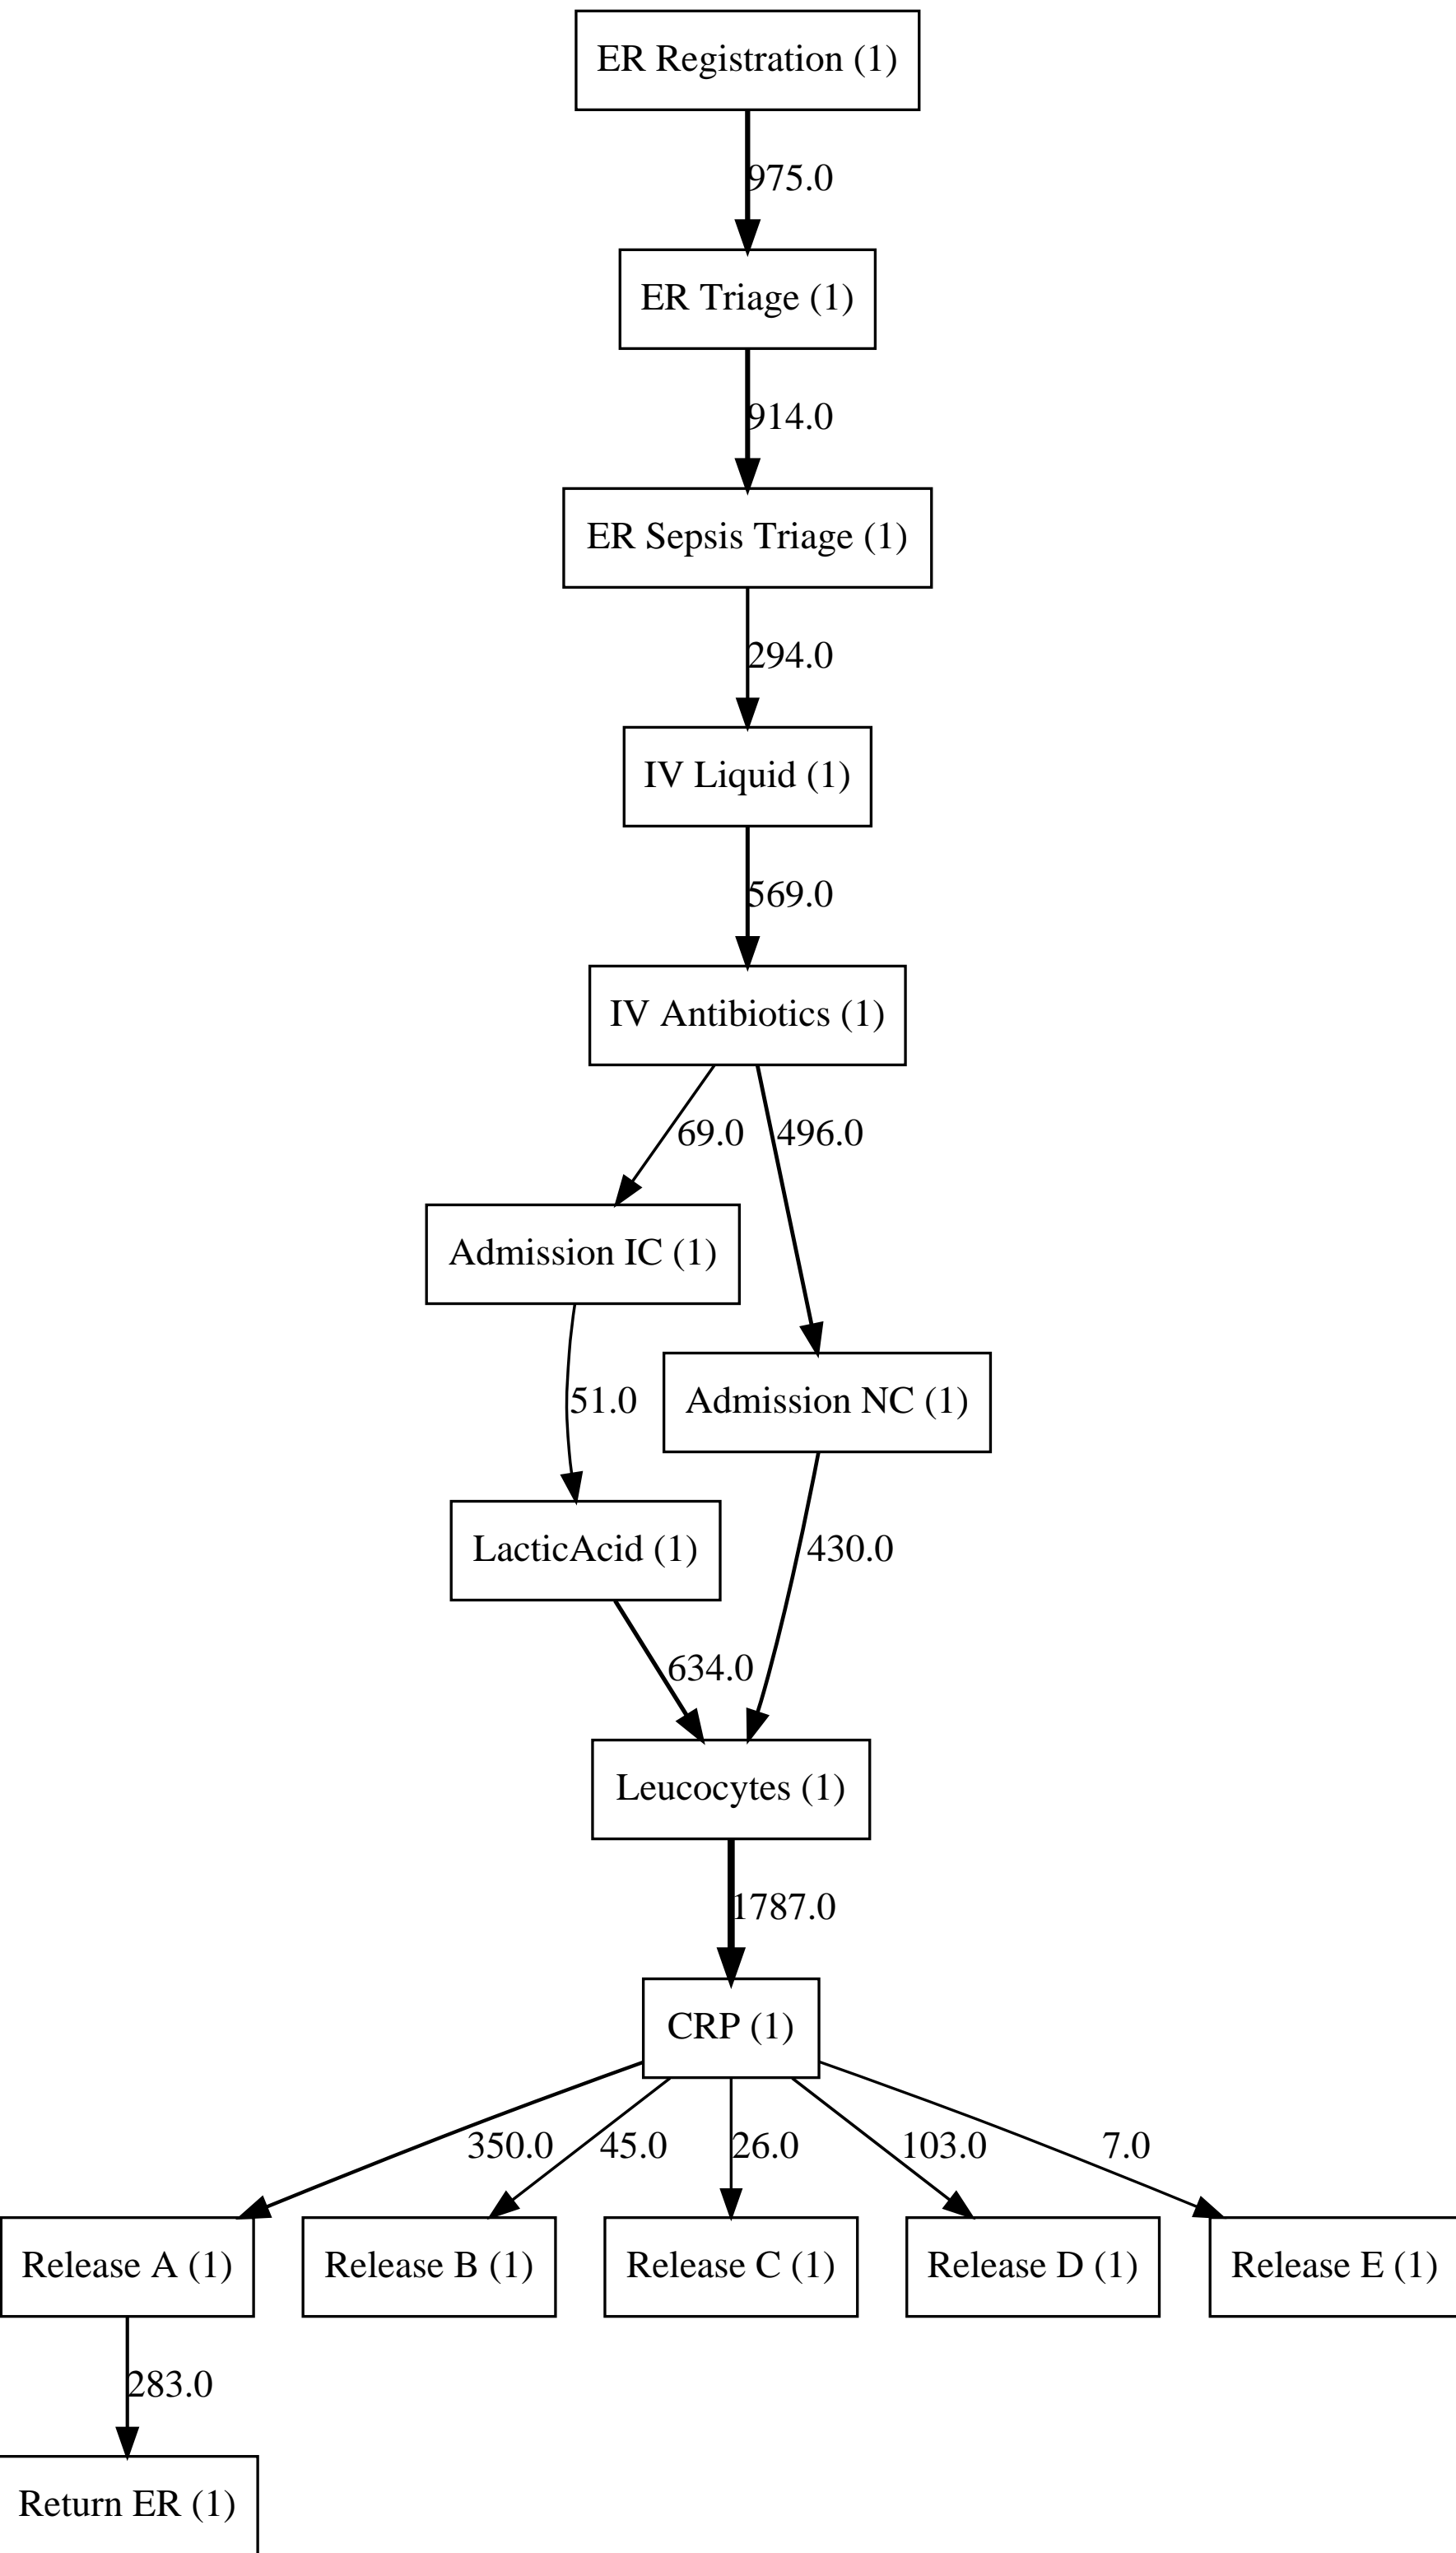 ER Registration (1)
975.0
ER Triage (1)
914.0
ER Sepsis Triage (1)
294.0
IV Liquid (1)
569.0
IV Antibiotics (1)
69.0
496.0
Admission IC (1)
51.0
Admission NC (1)
LacticAcid (1)
430.0
634.0
Leucocytes (1)
1787.0
CRP (1)
350.0
45.0
26.0
103.0
7.0
Release A (1)
Release B (1)
Release C (1)
Release D (1)
Release E (1)
283.0
Return ER (1)